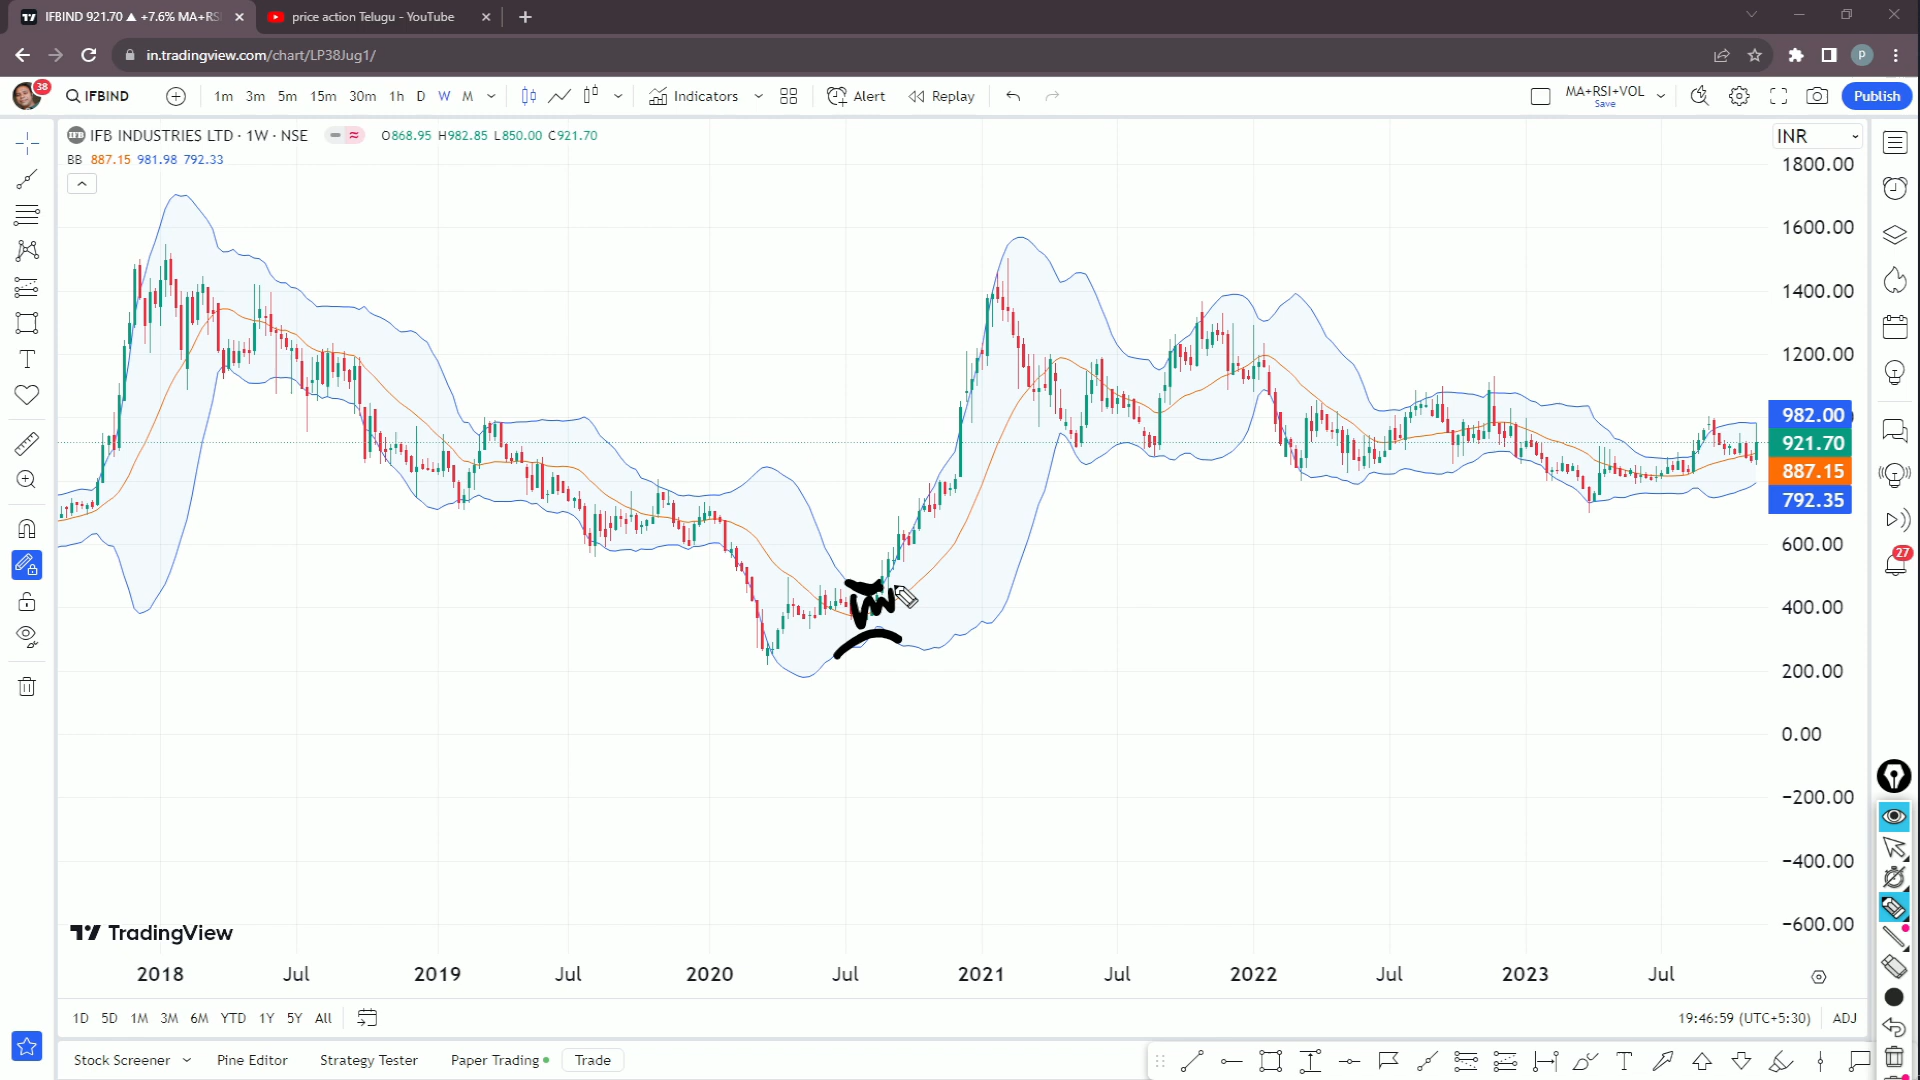 IFBIND 921.70 ▲ +7.6% MA+RS
price action Telugu - YouTube
in.tradingview.com/chart/LP38Jug1/
P
38
IFBIND
1m 3m 5m 15m 30m 1h D W M
Indicators
Alert
Replay
MA+RSI+VOL
Save
Publish
IFB INDUSTRIES LTD · 1W · NSE
O868.95 H982.85 L850.00 C921.70
BB 887.15 981.98 792.33
INR
1800.00
1600.00
1400.00
1200.00
982.00
921.70
887.15
792.35
600.00
400.00
200.00
0.00
−200.00
−400.00
−600.00
27
TradingView
2018 Jul 2019 Jul 2020 Jul 2021 Jul 2022 Jul 2023 Jul
1D 5D 1M 3M 6M YTD 1Y 5Y All
19:46:59 (UTC+5:30) ADJ
Stock Screener Pine Editor Strategy Tester Paper Trading Trade